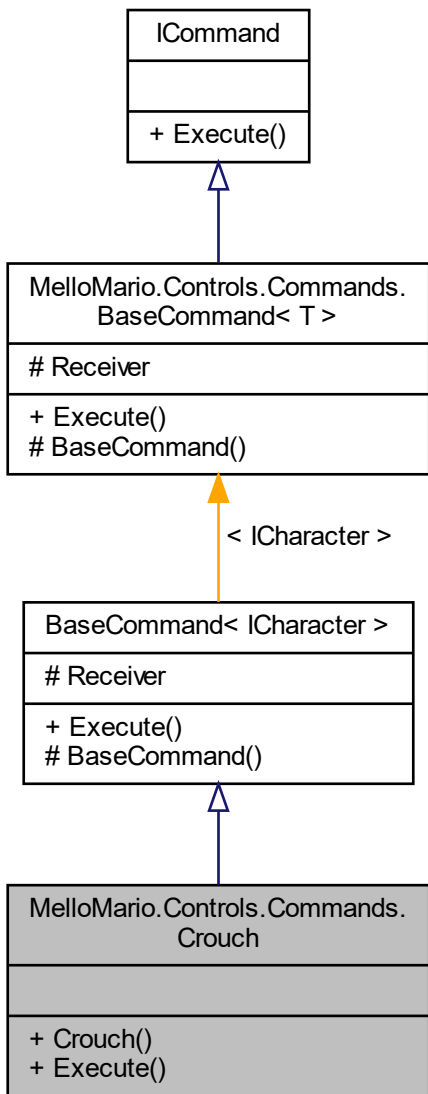 ICommand
+ Execute()
MelloMario.Controls.Commands.
BaseCommand< T >
# Receiver
+ Execute()
# BaseCommand()
< ICharacter >
BaseCommand< ICharacter >
# Receiver
+ Execute()
# BaseCommand()
MelloMario.Controls.Commands.
Crouch
+ Crouch()
+ Execute()